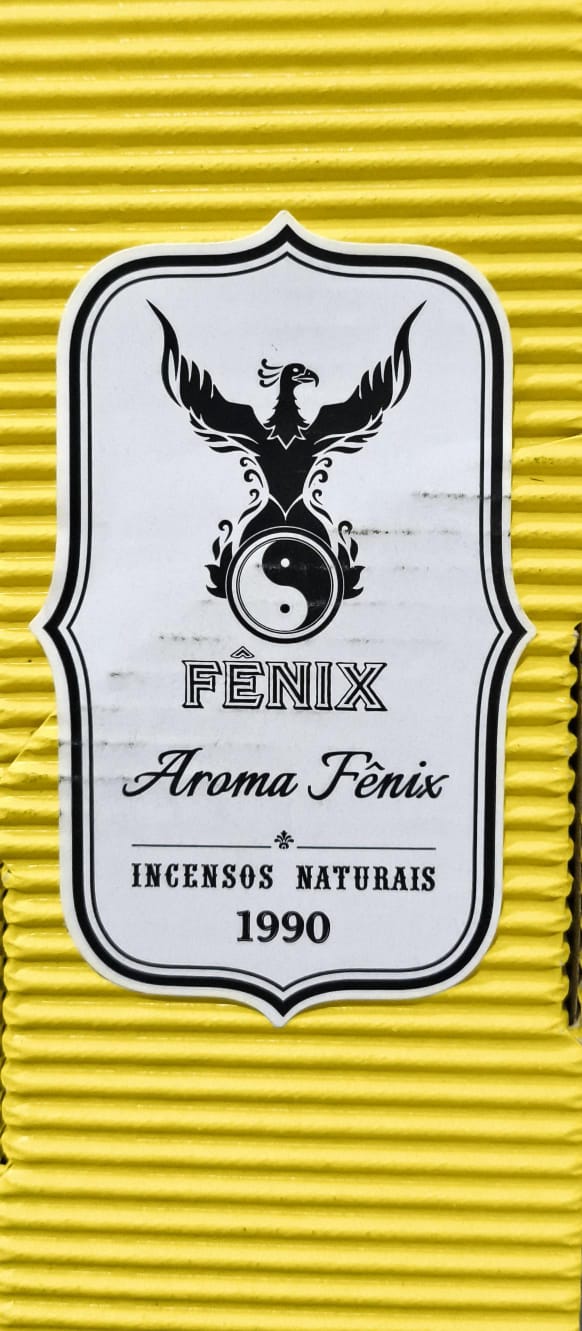 FÊNIX
Aroma Fênix
INCENSOS NATURAIS
1990